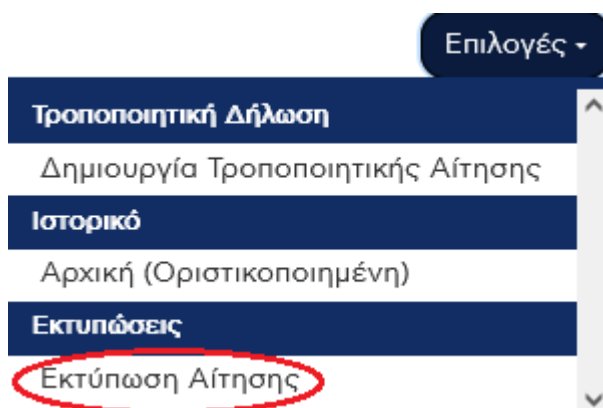 Επιλογές
Τροποποιητική Δήλωση
Δημιουργία Τροποποιητικής Αίτησης
Ιστορικό
Αρχική (Οριστικοποιημένη)
Εκτυπώσεις
Εκτύπωση Αίτησης